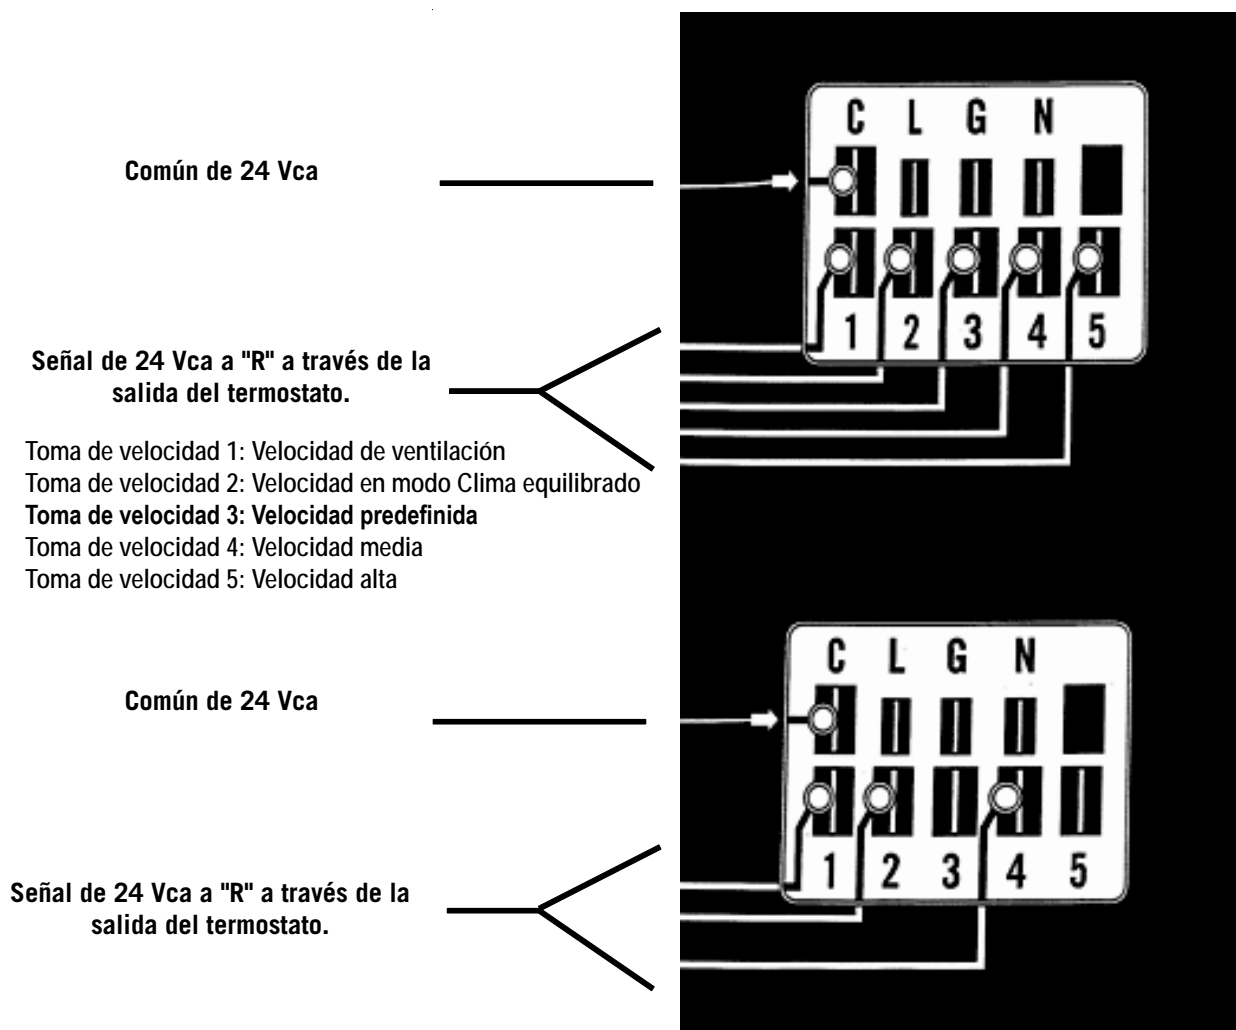 C L G N
Común de 24 Vca
1 2 3 4 5
Señal de 24 Vca a "R" a través de la
salida del termostato.
Toma de velocidad 1: Velocidad de ventilación
Toma de velocidad 2: Velocidad en modo Clima equilibrado
Toma de velocidad 3: Velocidad predefinida
Toma de velocidad 4: Velocidad media
Toma de velocidad 5: Velocidad alta
C L G N
Común de 24 Vca
1 2 3 4 5
Señal de 24 Vca a "R" a través de la
salida del termostato.